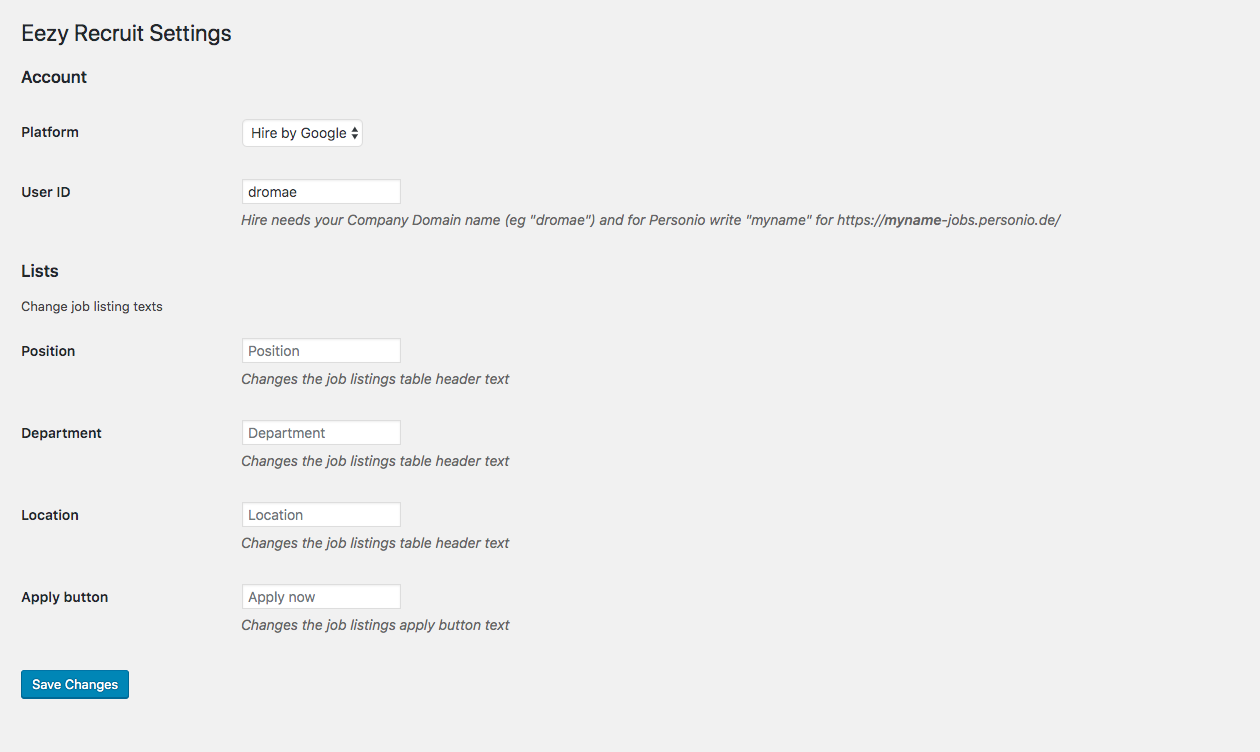 Eezy Recruit Settings
Account
Platform
Hire by Google
User ID
dromae
Hire needs your Company Domain name (eg "dromae") and for Personio write "myname" for https://myname-jobs.personio.de/
Lists
Change job listing texts
Position
Position
Changes the job listings table header text
Department
Department
Changes the job listings table header text
Location
Location
Changes the job listings table header text
Apply button
Apply now
Changes the job listings apply button text
Save Changes